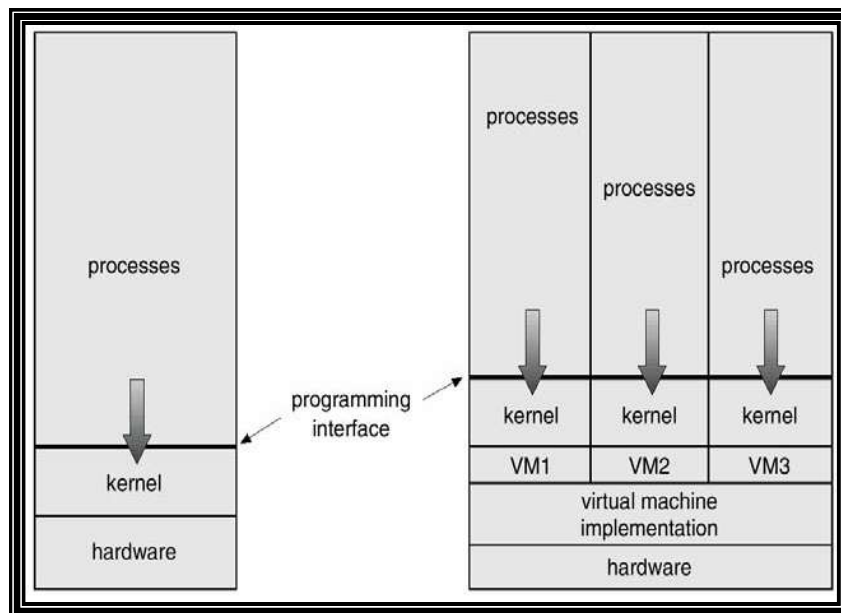 processes
kernel
hardware
programming
interface
processes
processes
processes
kernel
kernel
kernel
VM1
VM2
VM3
virtual machine
implementation
hardware